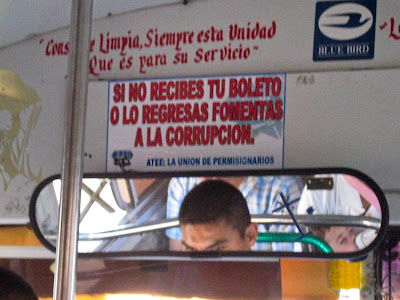 Conserve Limpia, Siempre esta Unidad
Que es para su Servicio"
BLUE BIRD
SI NO RECIBES TU BOLETO
O LO REGRESAS FOMENTAS
A LA CORRUPCION.
ATEE: LA UNION DE PERMISIONARIOS